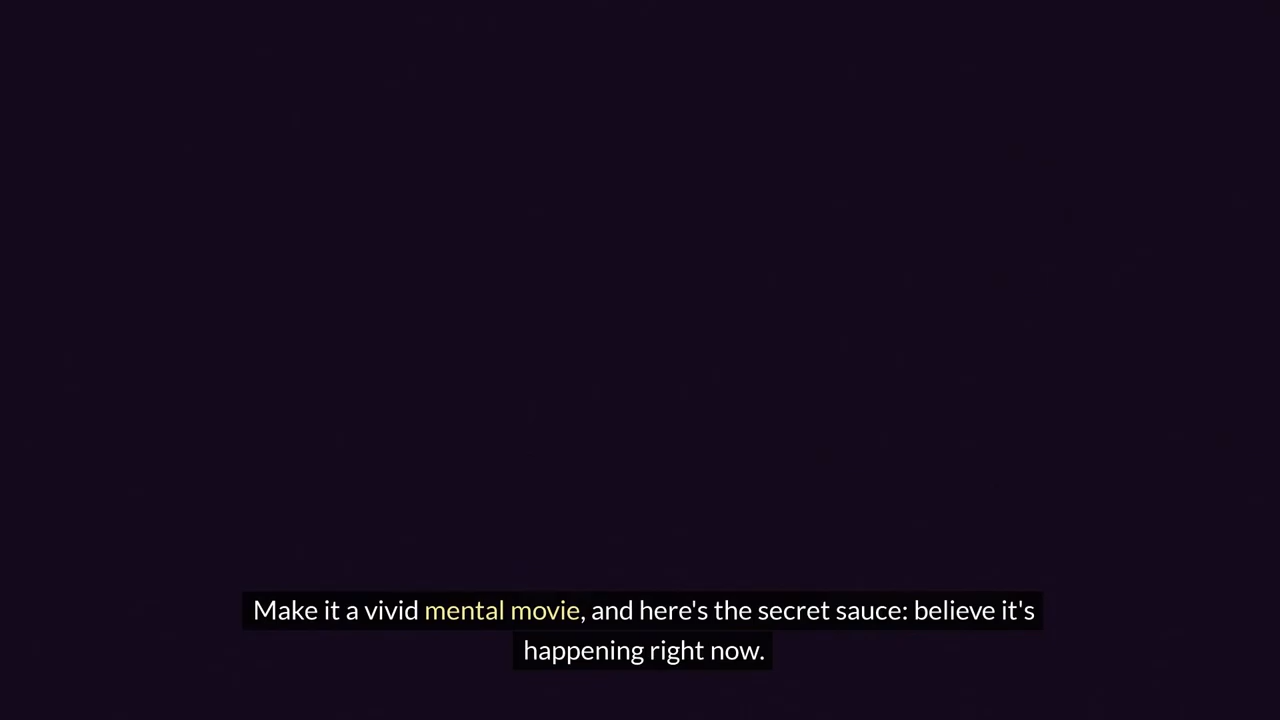 Make it a vivid mental movie, and here's the secret sauce: believe it's
happening right now.